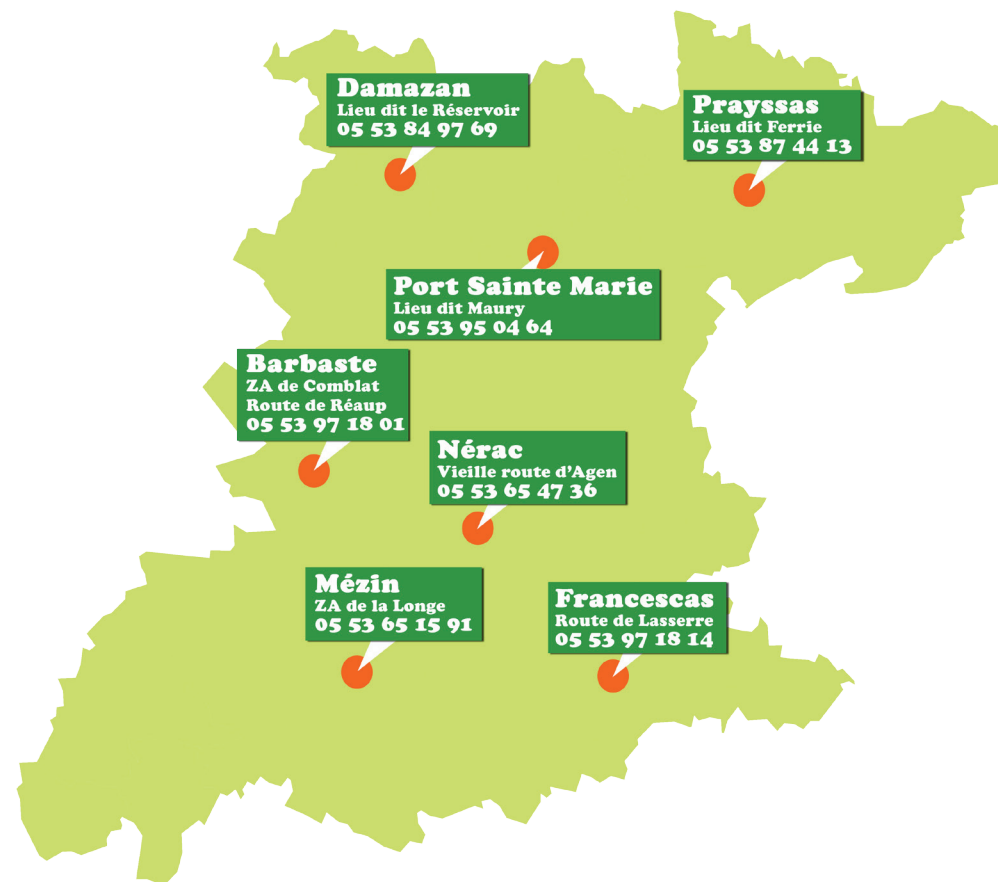 Damazan
Lieu dit le Réservoir
05 53 84 97 69
Prayssas
Lieu dit Ferrie
05 53 87 44 13
Port Sainte Marie
Lieu dit Maury
05 53 95 04 64
Barbaste
ZA de Comblat
Route de Réaup
05 53 97 18 01
Nérac
Vieille route d'Agen
05 53 65 47 36
Mézin
ZA de la Longe
05 53 65 15 91
Francescas
Route de Lasserre
05 53 97 18 14